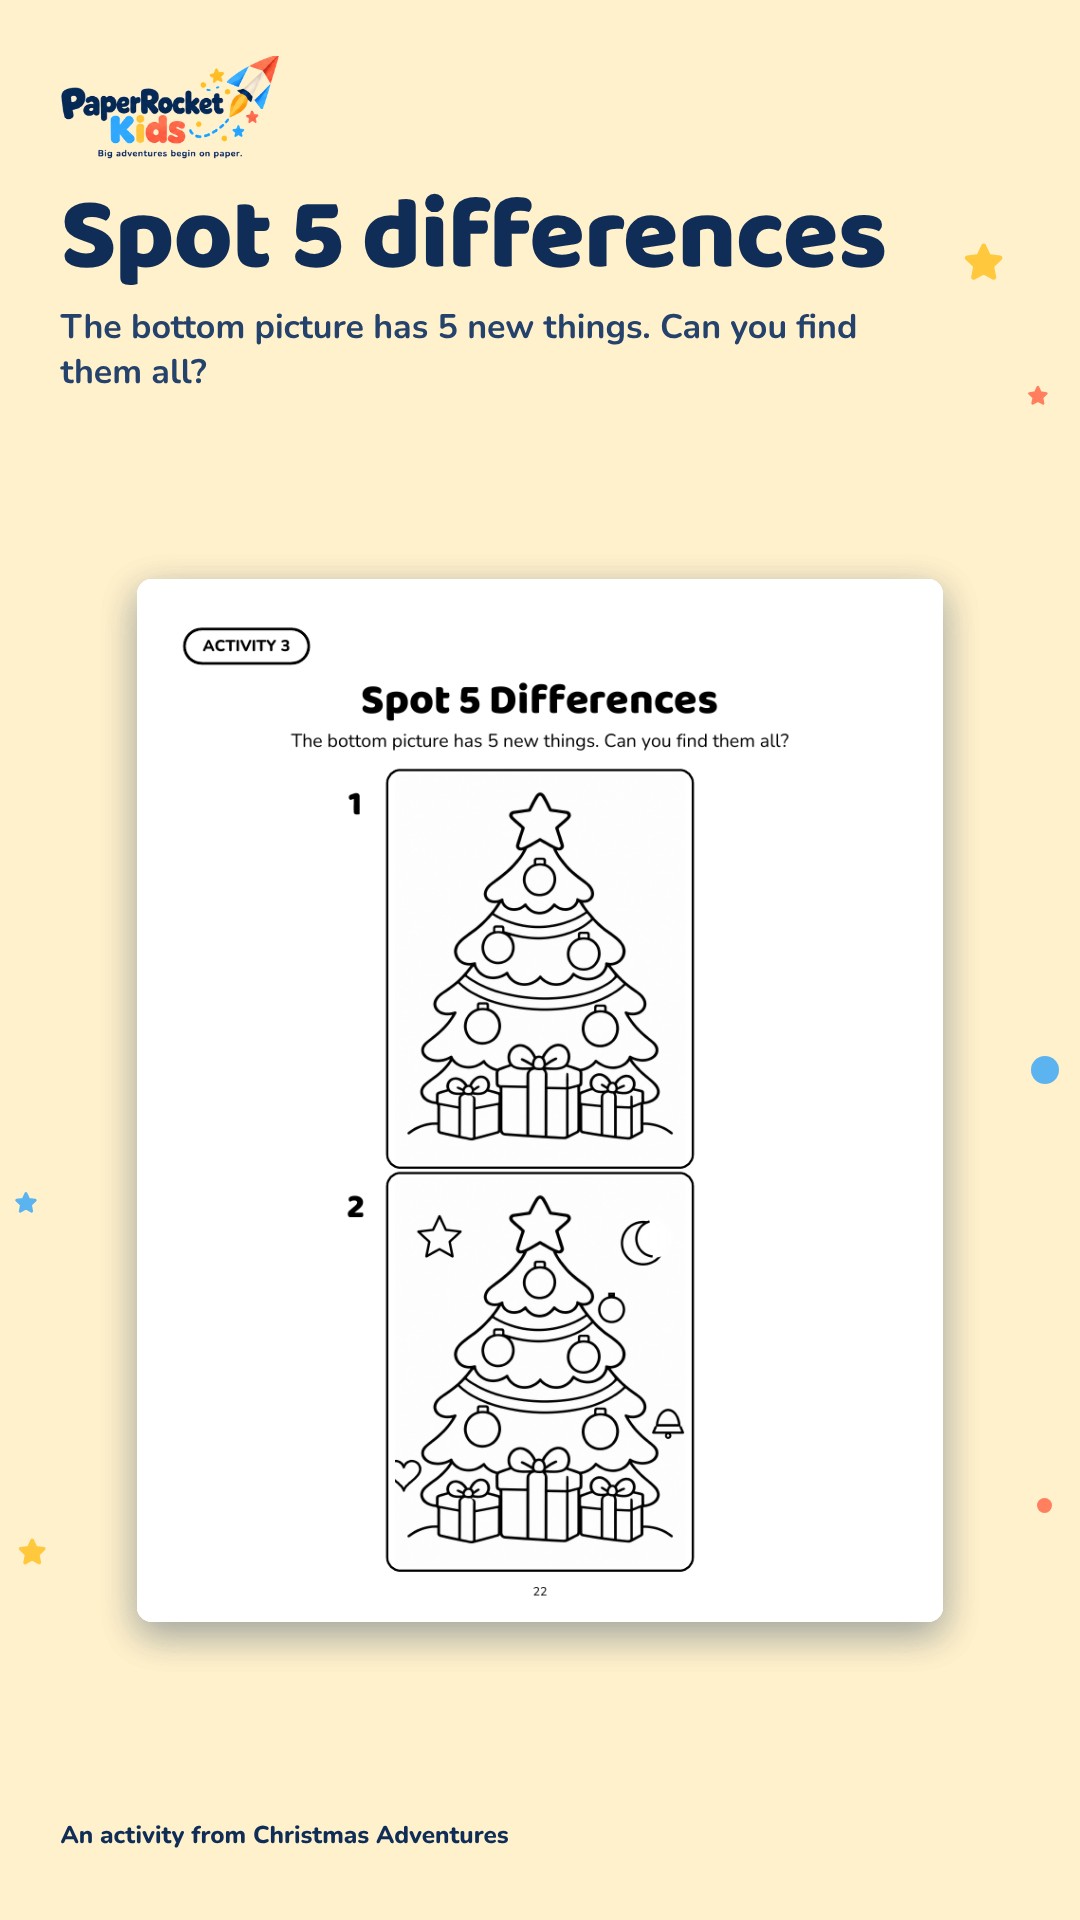 PaperRocket
Kids
Big adventures begin on paper.
Spot 5 differences
The bottom picture has 5 new things. Can you find
them all?
ACTIVITY 3
Spot 5 Differences
The bottom picture has 5 new things. Can you find them all?
1
2
22
An activity from Christmas Adventures